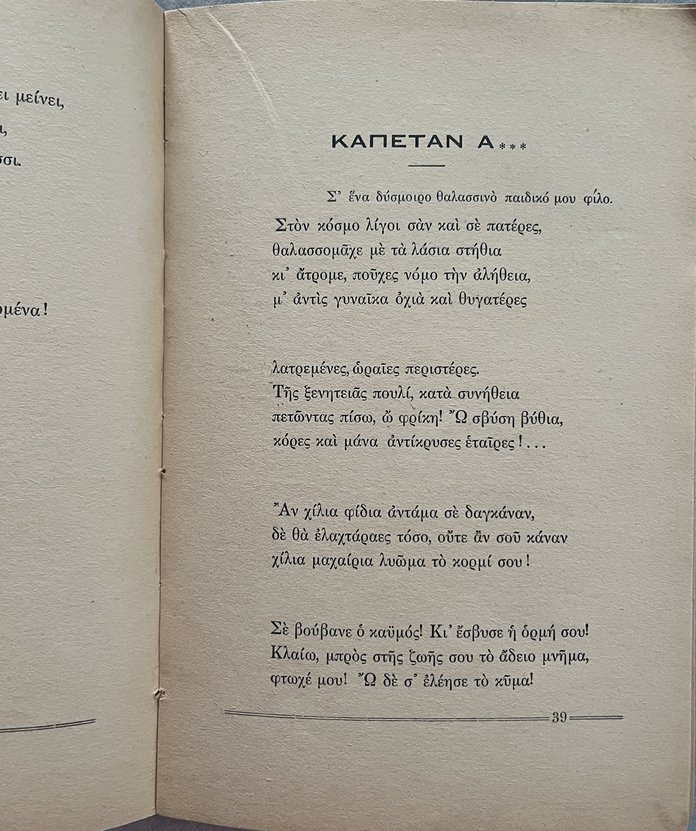 ει μείνει,
ι,
σσι.
ομένα!
ΚΑΠΕΤΑΝ Α***
Σ' ἕνα δύσμοιρο θαλασσινὸ παιδικό μου φίλο.
Στὸν κόσμο λίγοι σὰν καὶ σὲ πατέρες,
θαλασσομᾶχε μὲ τὰ λάσια στήθια
κι' ἄτρομε, ποὖχες νόμο τὴν ἀλήθεια,
μ' ἀντὶς γυναῖκα ὀχιὰ καὶ θυγατέρες
λατρεμένες, ὡραῖες περιστέρες.
Τῆς ξενητειᾶς πουλί, κατὰ συνήθεια
πετῶντας πίσω, ὤ φρίκη! Ὢ σβύση βύθια,
κόρες καὶ μάνα ἀντίκρυσες ἑταῖρες!...
Ἂν χίλια φίδια ἀντάμα σὲ δαγκάναν,
δὲ θὰ ἐλαχτάραες τόσο, οὔτε ἂν σοῦ κάναν
χίλια μαχαίρια λυῶμα τὸ κορμί σου!
Σὲ βούβανε ὁ καϋμός! Κι' ἔσβυσε ἡ ὁρμή σου!
Κλαίω, μπρὸς στῆς ζωῆς σου τὸ ἄδειο μνῆμα,
φτωχέ μου! Ὢ δὲ σ' ἐλέησε τὸ κῦμα!
39